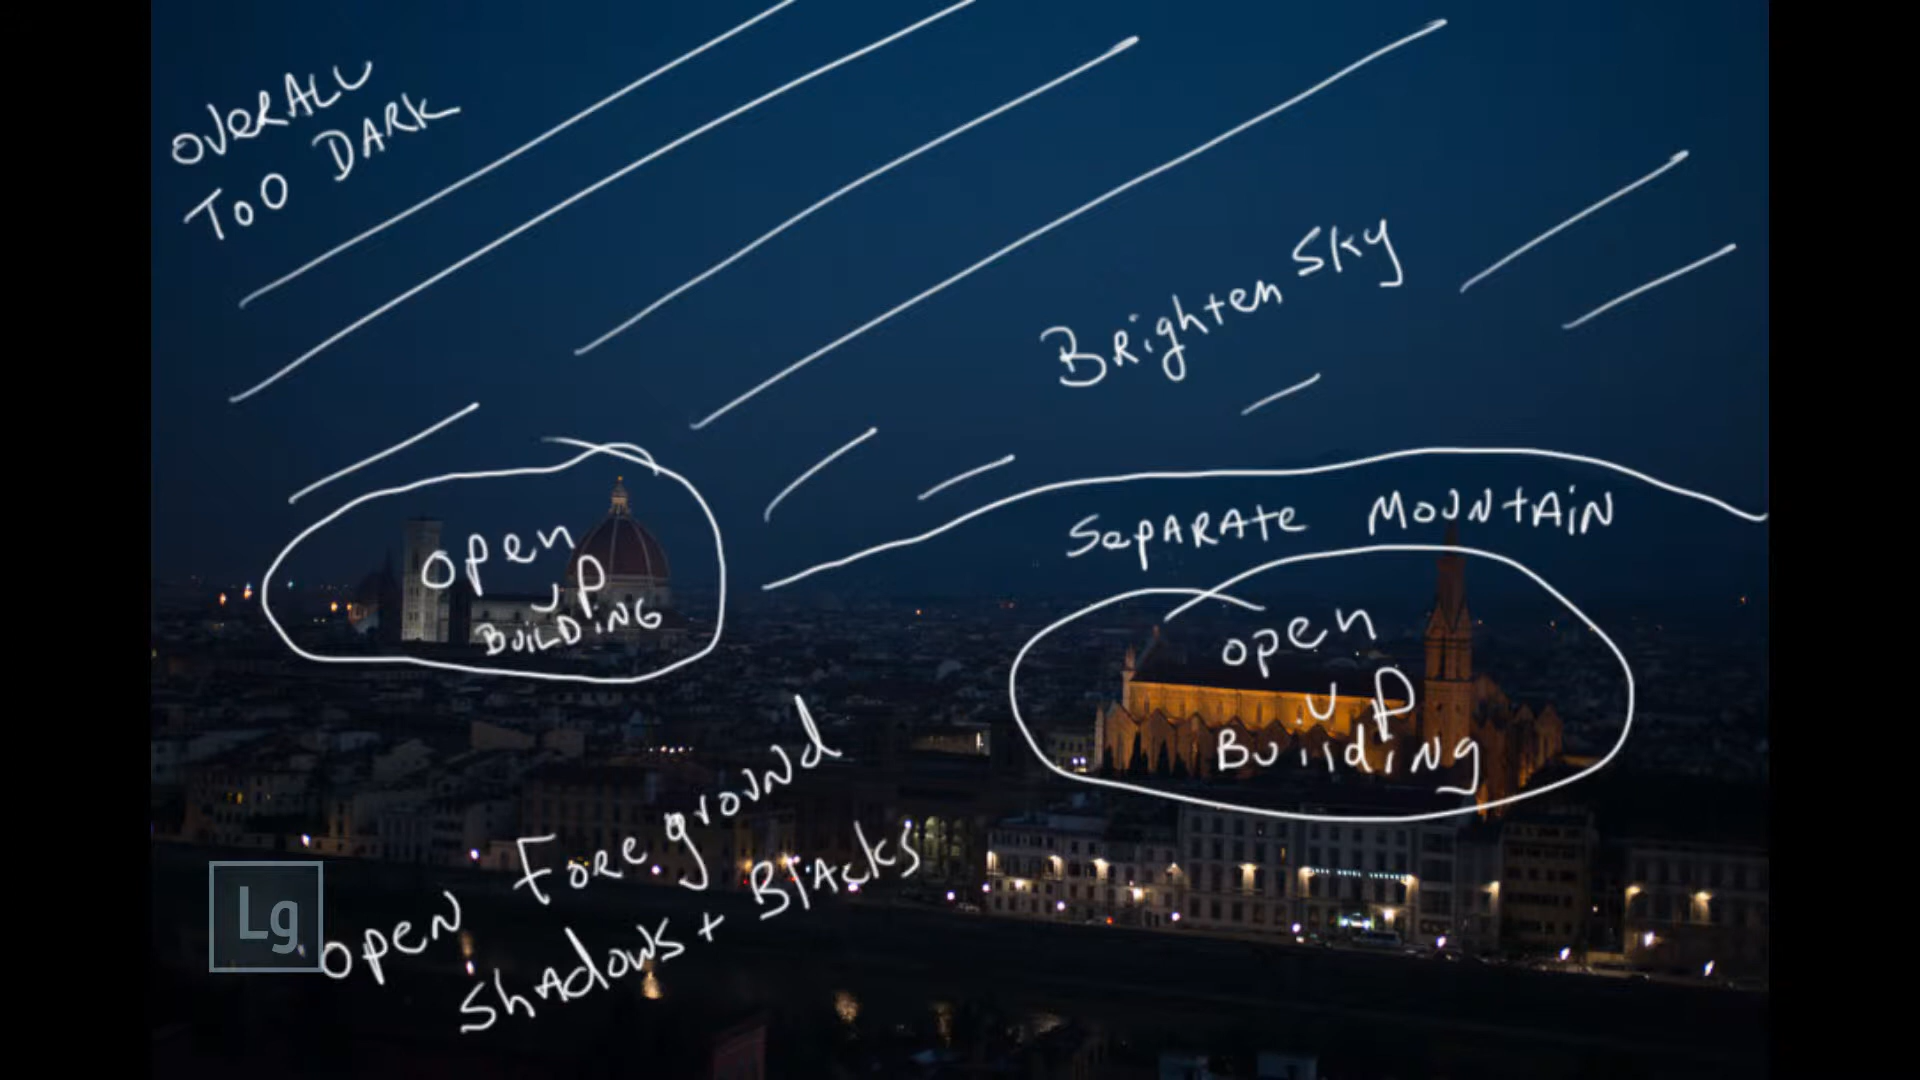 OVERALL
TOO DARK
Brighten Sky
SEPARATE MOUNTAIN
open
up
BUILDING
open
up
Building
OPEN Foreground
Shadows + Blacks
Lg